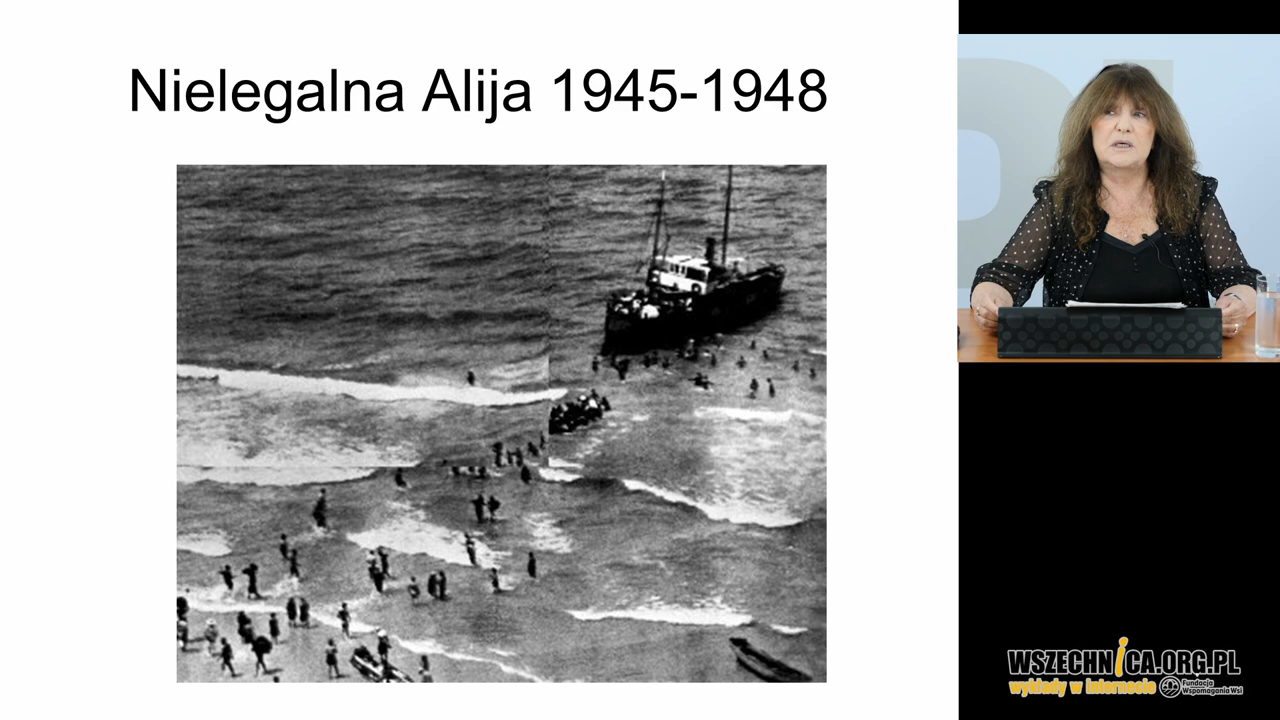 Nielegalna Alija 1945-1948
WSZECHNICA.ORG.PL
wykłady w internecie
Fundacja
Wspomagania Wsi